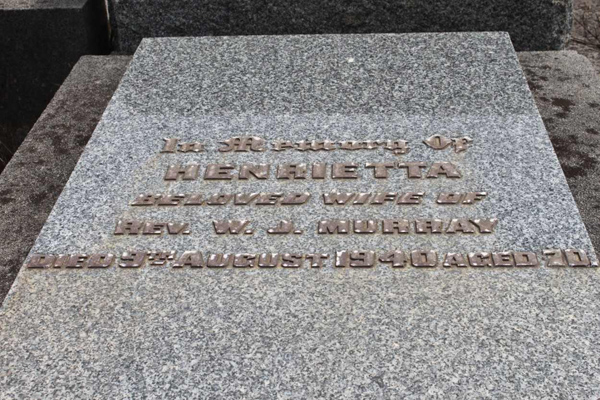 In Memory Of
HENRIETTA
BELOVED WIFE OF
REV. W. J. MURRAY
DIED 9TH AUGUST 1940 AGED 70.